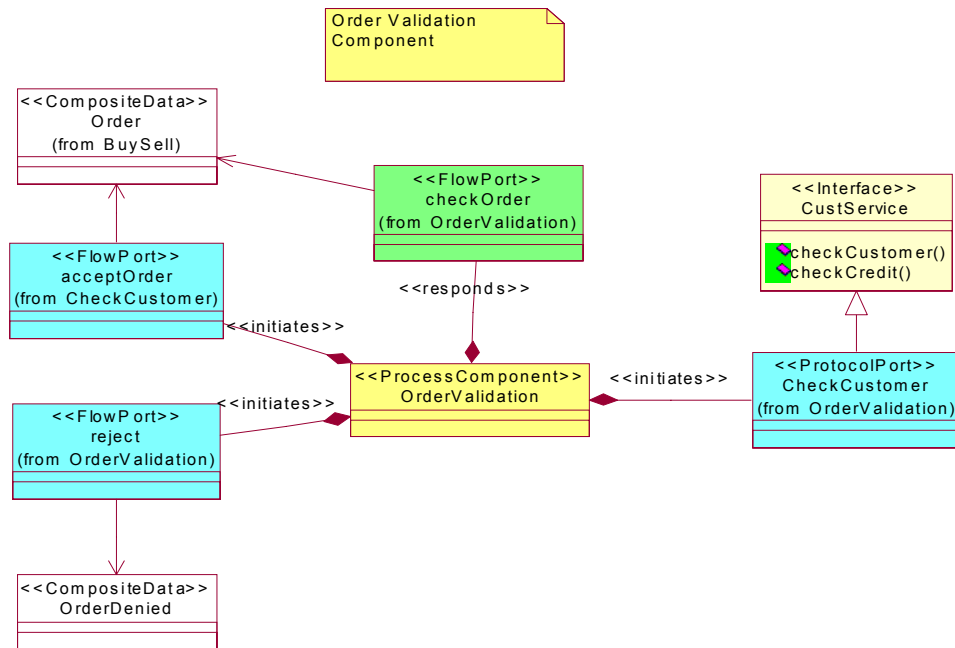 Order Validation
Component
<<CompositeData>>
Order
(from BuySell)
<<FlowPort>>
checkOrder
(from OrderValidation)
<<Interface>>
CustService
checkCustomer()
checkCredit()
<<FlowPort>>
acceptOrder
(from CheckCustomer)
<<responds>>
<<initiates>>
<<ProcessComponent>>
OrderValidation
<<initiates>>
<<ProtocolPort>>
CheckCustomer
(from OrderValidation)
<<initiates>>
<<FlowPort>>
reject
(from OrderValidation)
<<CompositeData>>
OrderDenied